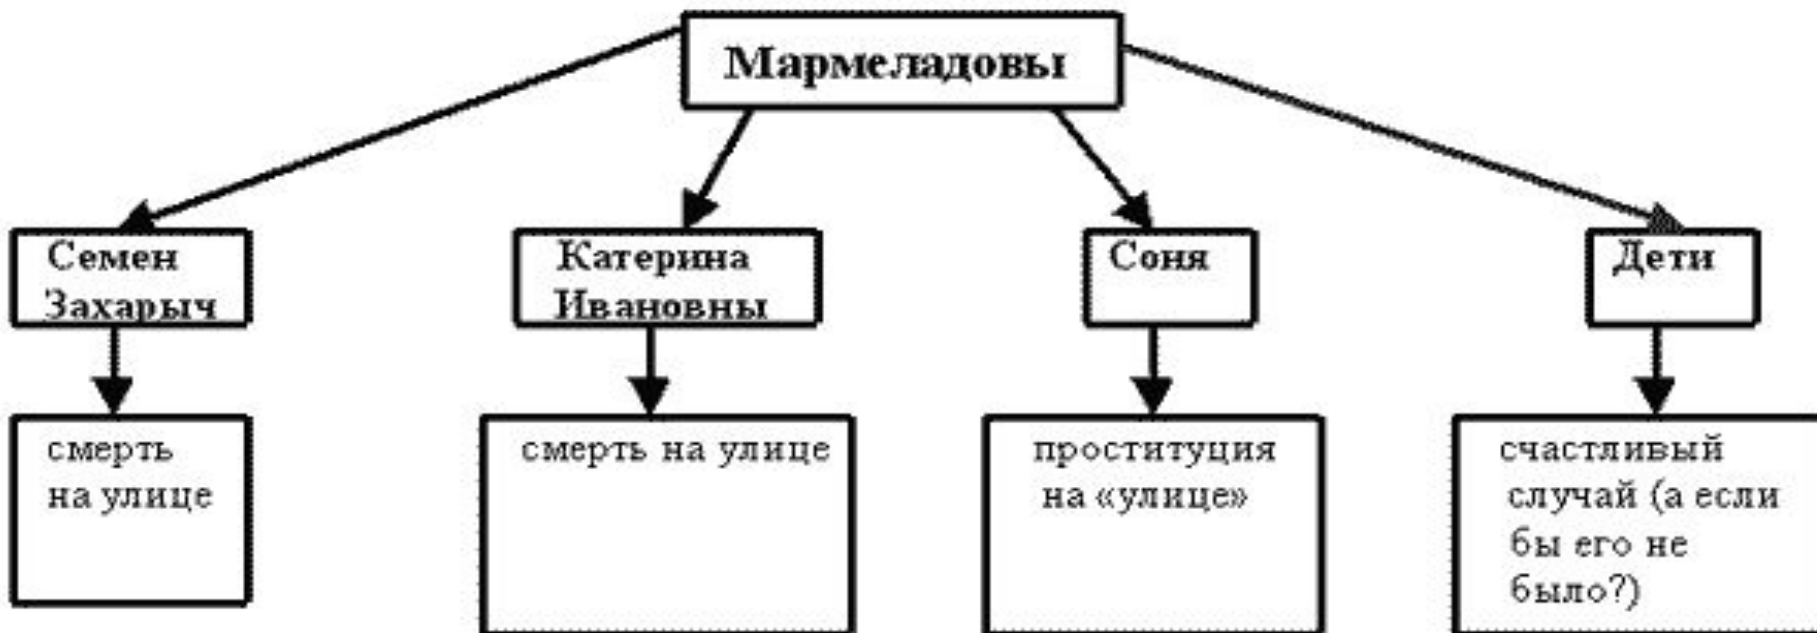 Мармеладовы
Семен
Захарыч
Катерина
Ивановны
Соня
Дети
смерть
на улице
смерть на улице
проституция
на «улице»
счастливый
случай (а если
бы его не
было?)